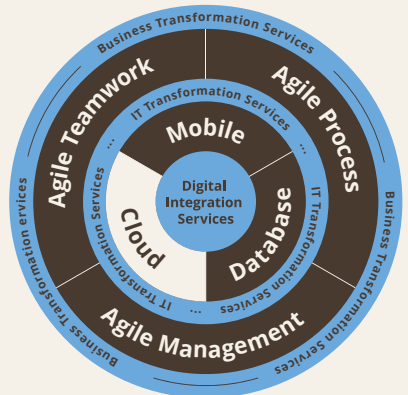 Business Transformation Services
Agile Teamwork
Agile Process
IT Transformation Services
...
...
Mobile
Digital
Integration
Services
Cloud
Database
IT Transformation Services
IT Transformation Services
...
Business Transformation ervices
Business Transformation Services
Agile Management